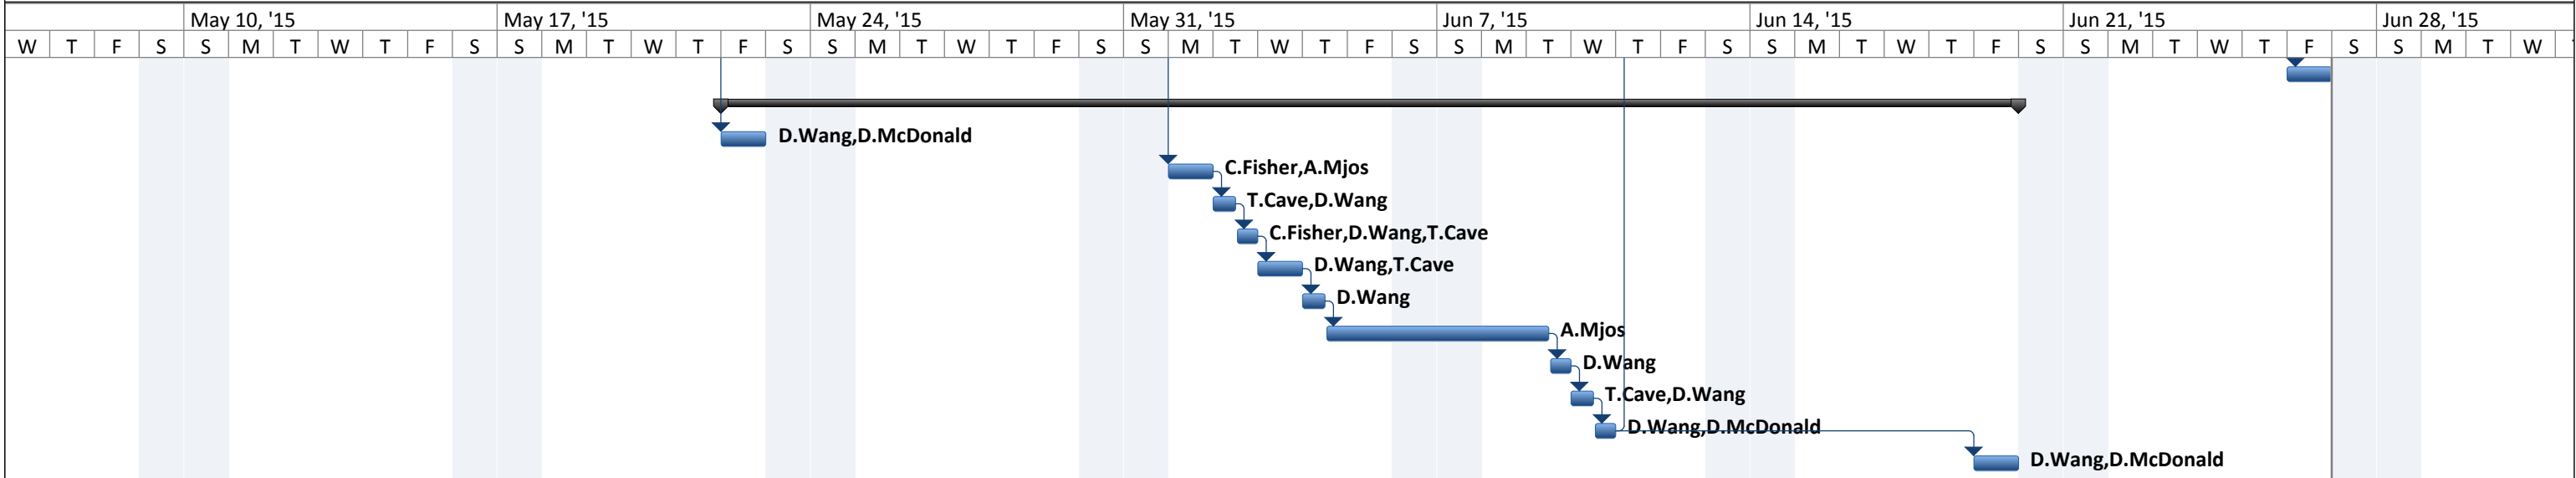 May 10, '15 May 17, '15 May 24, '15 May 31, '15 Jun 7, '15 Jun 14, '15 Jun 21, '15 Jun 28, '15
W T F S S M T W T F S S M T W T F S S M T W T F S S M T W T F S S M T W T F S S M T W T F S S M T W T F S S M T W
D.Wang,D.McDonald
C.Fisher,A.Mjos
T.Cave,D.Wang
C.Fisher,D.Wang,T.Cave
D.Wang,T.Cave
D.Wang
A.Mjos
D.Wang
T.Cave,D.Wang
D.Wang,D.McDonald
D.Wang,D.McDonald